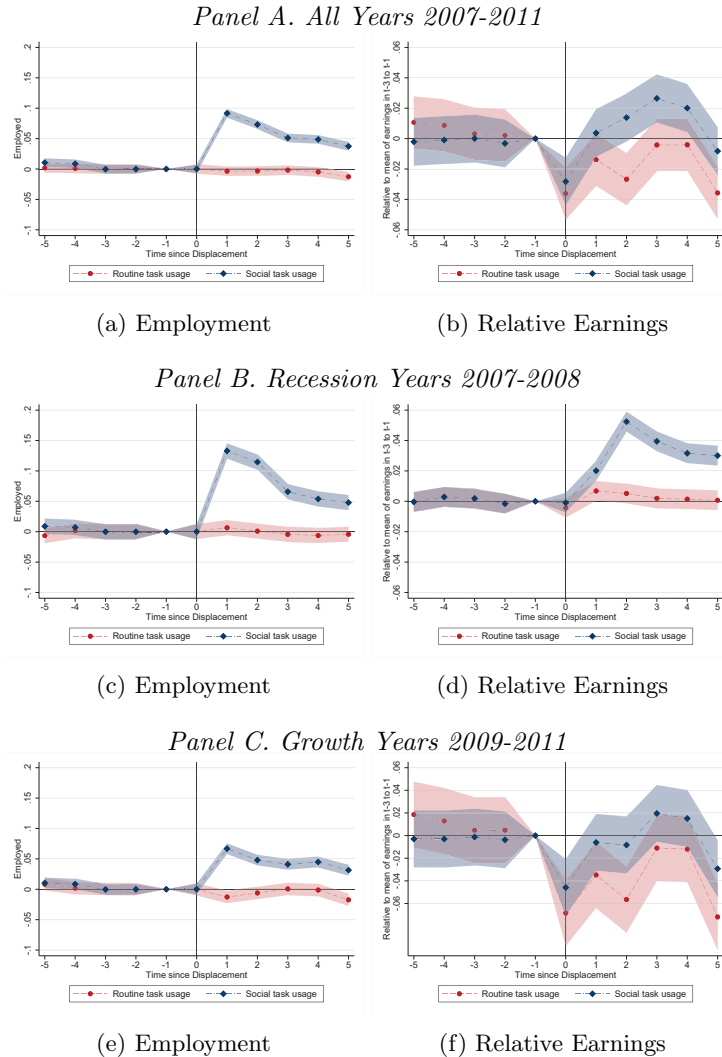 Panel A. All Years 2007-2011
Employed
.2
.15
.1
.05
0
-.05
-.1
-5 -4 -3 -2 -1 0 1 2 3 4 5
Time since Displacement
Routine task usage Social task usage
(a) Employment
Relative to mean of earnings in t-3 to t-1
.06
.04
.02
0
-.02
-.04
-.06
-5 -4 -3 -2 -1 0 1 2 3 4 5
Time since Displacement
Routine task usage Social task usage
(b) Relative Earnings
Panel B. Recession Years 2007-2008
Employed
.2
.15
.1
.05
0
-.05
-.1
-5 -4 -3 -2 -1 0 1 2 3 4 5
Time since Displacement
Routine task usage Social task usage
(c) Employment
Relative to mean of earnings in t-3 to t-1
.06
.04
.02
0
-.02
-.04
-.06
-5 -4 -3 -2 -1 0 1 2 3 4 5
Time since Displacement
Routine task usage Social task usage
(d) Relative Earnings
Panel C. Growth Years 2009-2011
Employed
.2
.15
.1
.05
0
-.05
-.1
-5 -4 -3 -2 -1 0 1 2 3 4 5
Time since Displacement
Routine task usage Social task usage
(e) Employment
Relative to mean of earnings in t-3 to t-1
.06
.04
.02
0
-.02
-.04
-.06
-5 -4 -3 -2 -1 0 1 2 3 4 5
Time since Displacement
Routine task usage Social task usage
(f) Relative Earnings